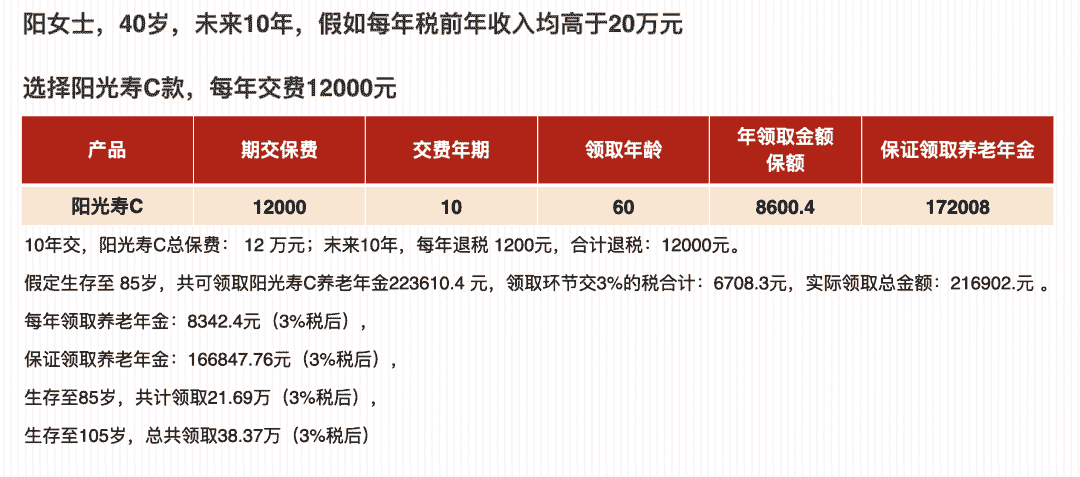 阳女士，40岁，未来10年，假如每年税前年收入均高于20万元
选择阳光寿C款，每年交费12000元
产品 期交保费 交费年期 领取年龄 年领取金额 保额 保证领取养老年金
阳光寿C 12000 10 60 8600.4 172008
10年交，阳光寿C总保费： 12 万元；未来10年，每年退税 1200元，合计退税：12000元。
假定生存至 85岁，共可领取阳光寿C养老年金223610.4 元，领取环节交3%的税合计：6708.3元，实际领取总金额：216902.元 。
每年领取养老年金：8342.4元（3%税后），
保证领取养老年金：166847.76元（3%税后），
生存至85岁，共计领取21.69万（3%税后），
生存至105岁，总共领取38.37万（3%税后）